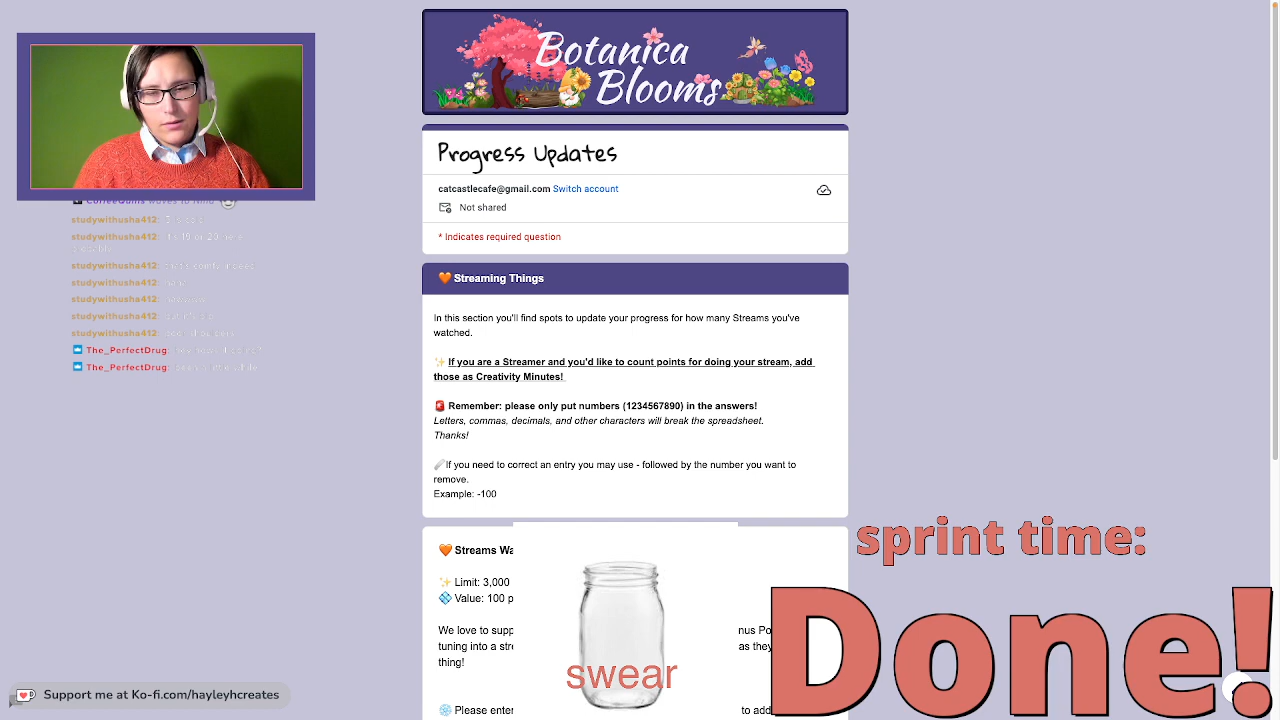 Botanica
Blooms
Progress Updates
catcastlecafe@gmail.com Switch account
Not shared
* Indicates required question
🧡 Streaming Things
In this section you'll find spots to update your progress for how many Streams you've
watched.
✨ If you are a Streamer and you'd like to count points for doing your stream, add
those as Creativity Minutes!
🚨 Remember: please only put numbers (1234567890) in the answers!
Letters, commas, decimals, and other characters will break the spreadsheet.
Thanks!
If you need to correct an entry you may use - followed by the number you want to
remove.
Example: -100
🧡 Streams Wa
✨ Limit: 3,000
💠 Value: 100 p
We love to supp nus Po
tuning into a stre as they
thing!
Please enter to add
swear
sprint time:
Done!
studywithusha412:
studywithusha412:
studywithusha412:
studywithusha412:
studywithusha412:
studywithusha412:
studywithusha412:
The_PerfectDrug:
The_PerfectDrug:
Support me at Ko-fi.com/hayleyhcreates